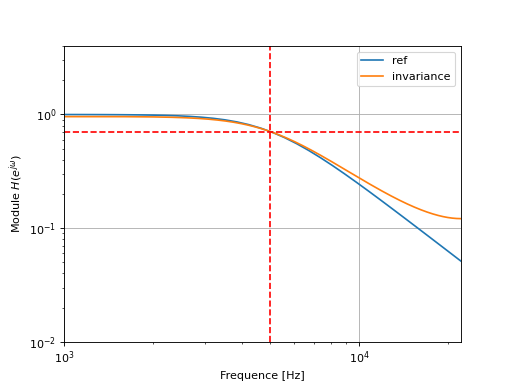 ref
invariance
10^0
10^{-1}
10^{-2}
Module H(e^{jω})
10^3
10^4
Frequence [Hz]